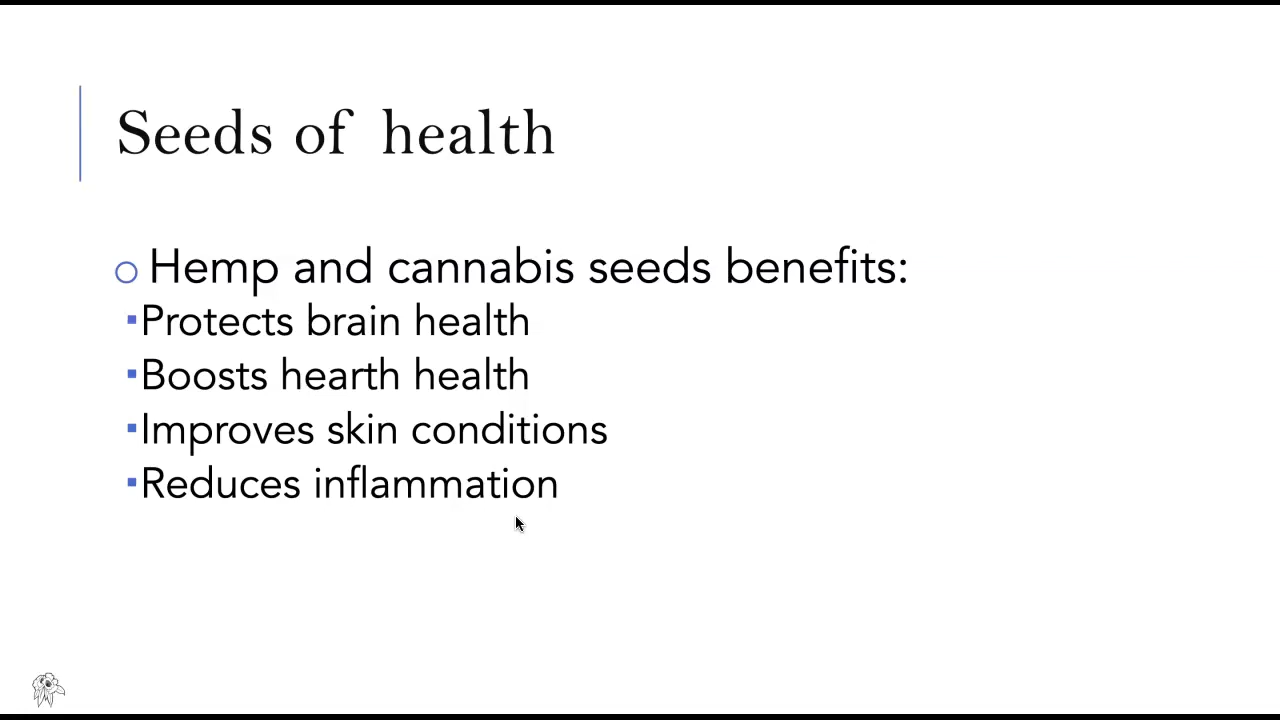 Seeds of health
Hemp and cannabis seeds benefits:
Protects brain health
Boosts hearth health
Improves skin conditions
Reduces inflammation